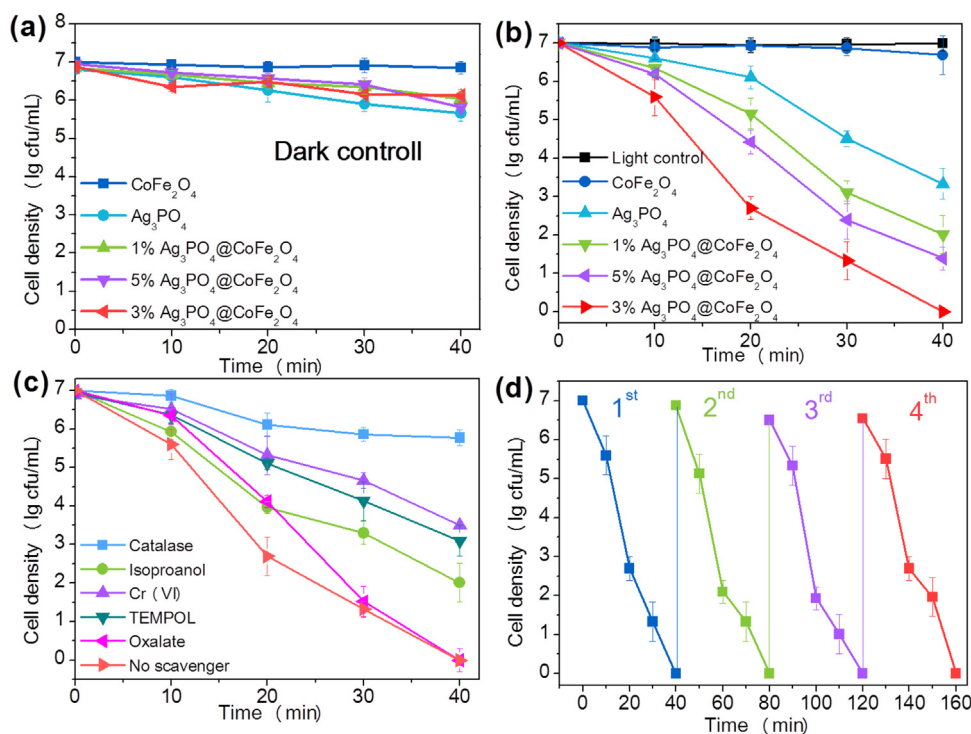 (a)
8
7
6
5
4
3
2
1
0
Cell density (lg cfu/mL)
Dark controll
CoFe₂O₄
Ag₃PO₄
1% Ag₃PO₄@CoFe₂O₄
5% Ag₃PO₄@CoFe₂O₄
3% Ag₃PO₄@CoFe₂O₄
0 10 20 30 40
Time (min)
(b)
7
6
5
4
3
2
1
0
Cell density (lg cfu/mL)
Light control
CoFe₂O₄
Ag₃PO₄
1% Ag₃PO₄@CoFe₂O₄
5% Ag₃PO₄@CoFe₂O₄
3% Ag₃PO₄@CoFe₂O₄
0 10 20 30 40
Time (min)
(c)
7
6
5
4
3
2
1
0
Cell density (lg cfu/mL)
Catalase
Isoproanol
Cr (VI)
TEMPOL
Oxalate
No scavenger
0 10 20 30 40
Time (min)
(d)
7
6
5
4
3
2
1
0
Cell density (lg cfu/mL)
1ˢᵗ 2ⁿᵈ 3ʳᵈ 4ᵗʰ
0 20 40 60 80 100 120 140 160
Time (min)